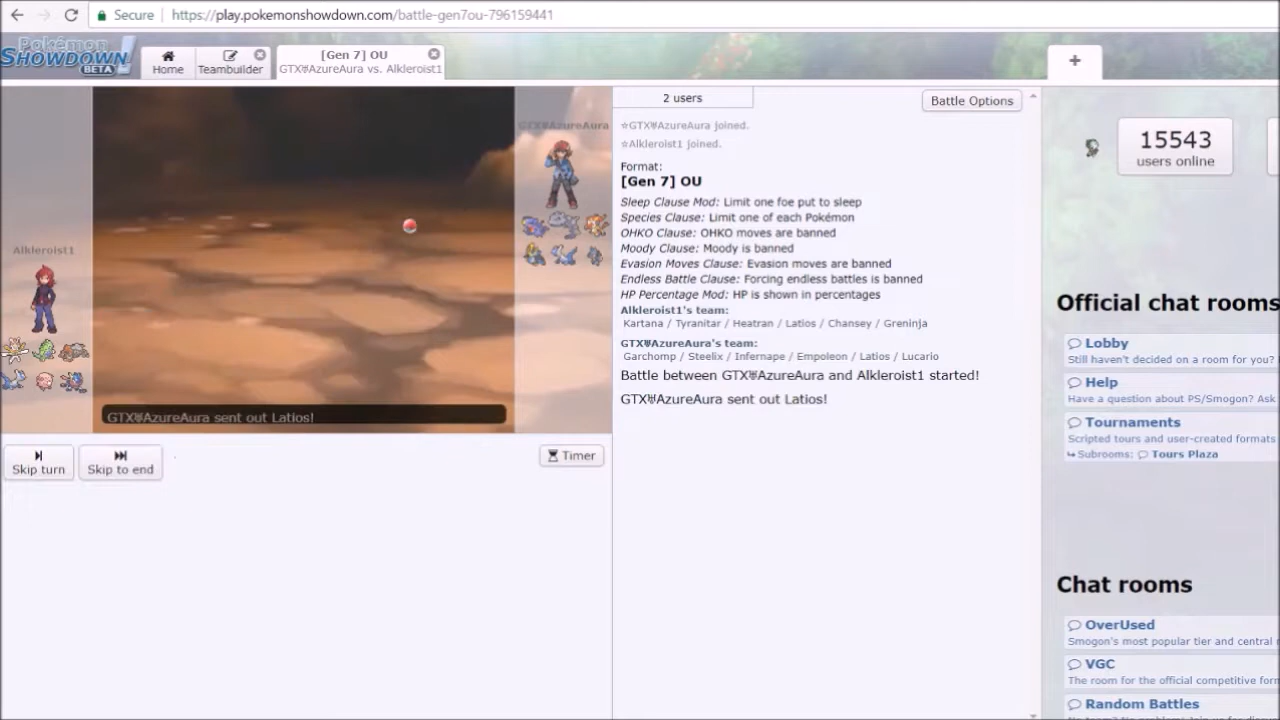 Secure https://play.pokemonshowdown.com/battle-gen7ou-796159441
Pokémon
SHOWDOWN
BETA
Home
Teambuilder
[Gen 7] OU
GTX♅AzureAura vs. Alkleroist1
+
2 users
Battle Options
☆GTX♅AzureAura joined.
☆Alkleroist1 joined.
Format:
[Gen 7] OU
Sleep Clause Mod: Limit one foe put to sleep
Species Clause: Limit one of each Pokémon
OHKO Clause: OHKO moves are banned
Moody Clause: Moody is banned
Evasion Moves Clause: Evasion moves are banned
Endless Battle Clause: Forcing endless battles is banned
HP Percentage Mod: HP is shown in percentages
Alkleroist1's team:
Kartana / Tyranitar / Heatran / Latios / Chansey / Greninja
GTX♅AzureAura's team:
Garchomp / Steelix / Infernape / Empoleon / Latios / Lucario
Battle between GTX♅AzureAura and Alkleroist1 started!
GTX♅AzureAura sent out Latios!
GTX♅AzureAura
Alkleroist1
GTX♅AzureAura sent out Latios!
Skip turn
Skip to end
Timer
15543
users online
Official chat rooms
Lobby
Still haven't decided on a room for you?
Help
Have a question about PS/Smogon? Ask
Tournaments
Scripted tours and user-created formats
↳Subrooms: Tours Plaza
Chat rooms
OverUsed
Smogon's most popular tier and central
VGC
The room for the official competitive
Random Battles